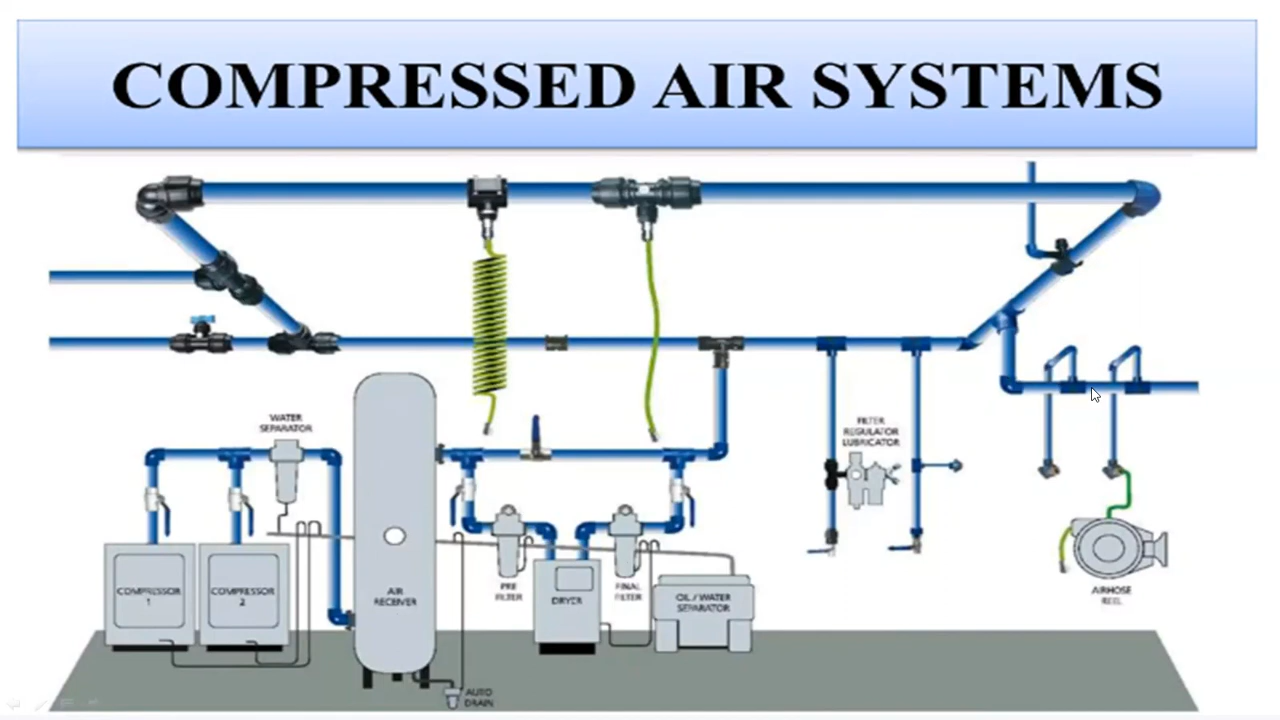 COMPRESSED AIR SYSTEMS
WATER
SEPARATOR
FILTER
REGULATOR
LUBRICATOR
COMPRESSOR
1
COMPRESSOR
2
AIR
RECEIVER
PRE
FILTER
DRYER
FINAL
FILTER
OIL / WATER
SEPARATOR
AIRHOSE
REEL
AUTO
DRAIN